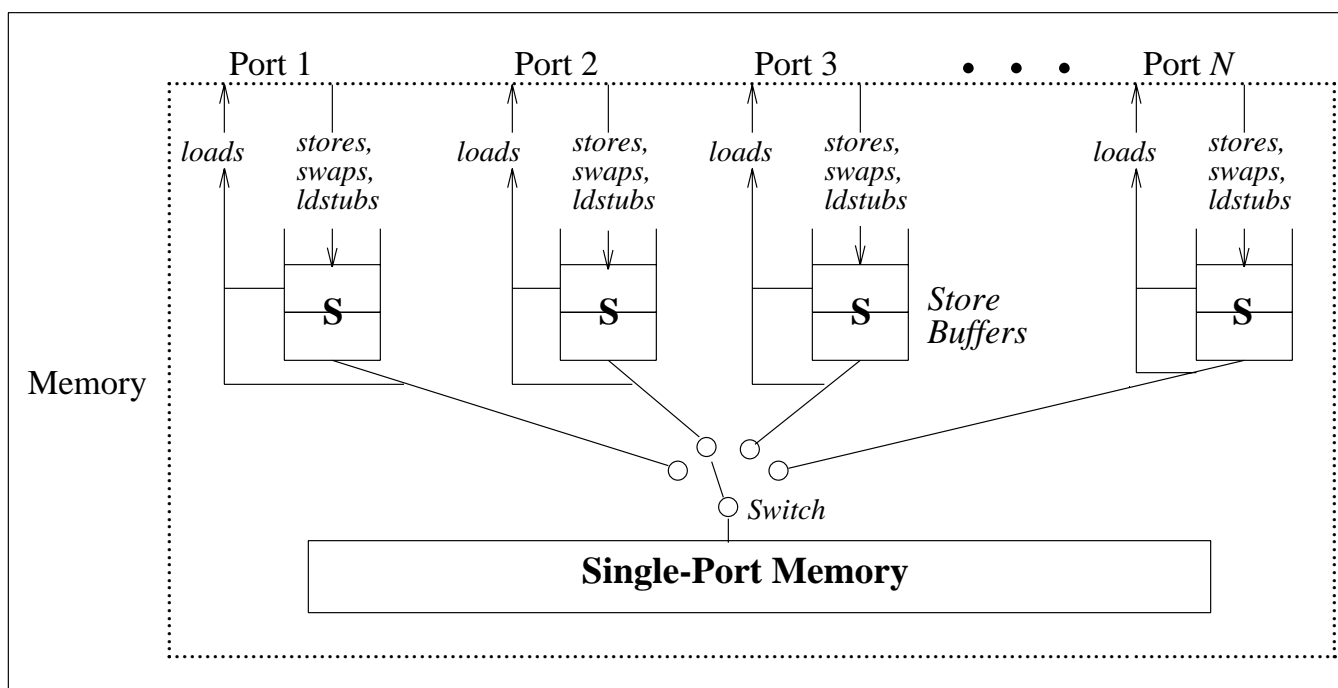 Port 1
Port 2
Port 3
• • •
Port N
loads
stores,
swaps,
ldstubs
loads
stores,
swaps,
ldstubs
loads
stores,
swaps,
ldstubs
loads
stores,
swaps,
ldstubs
S
S
S
S
Store
Buffers
Memory
Switch
Single-Port Memory